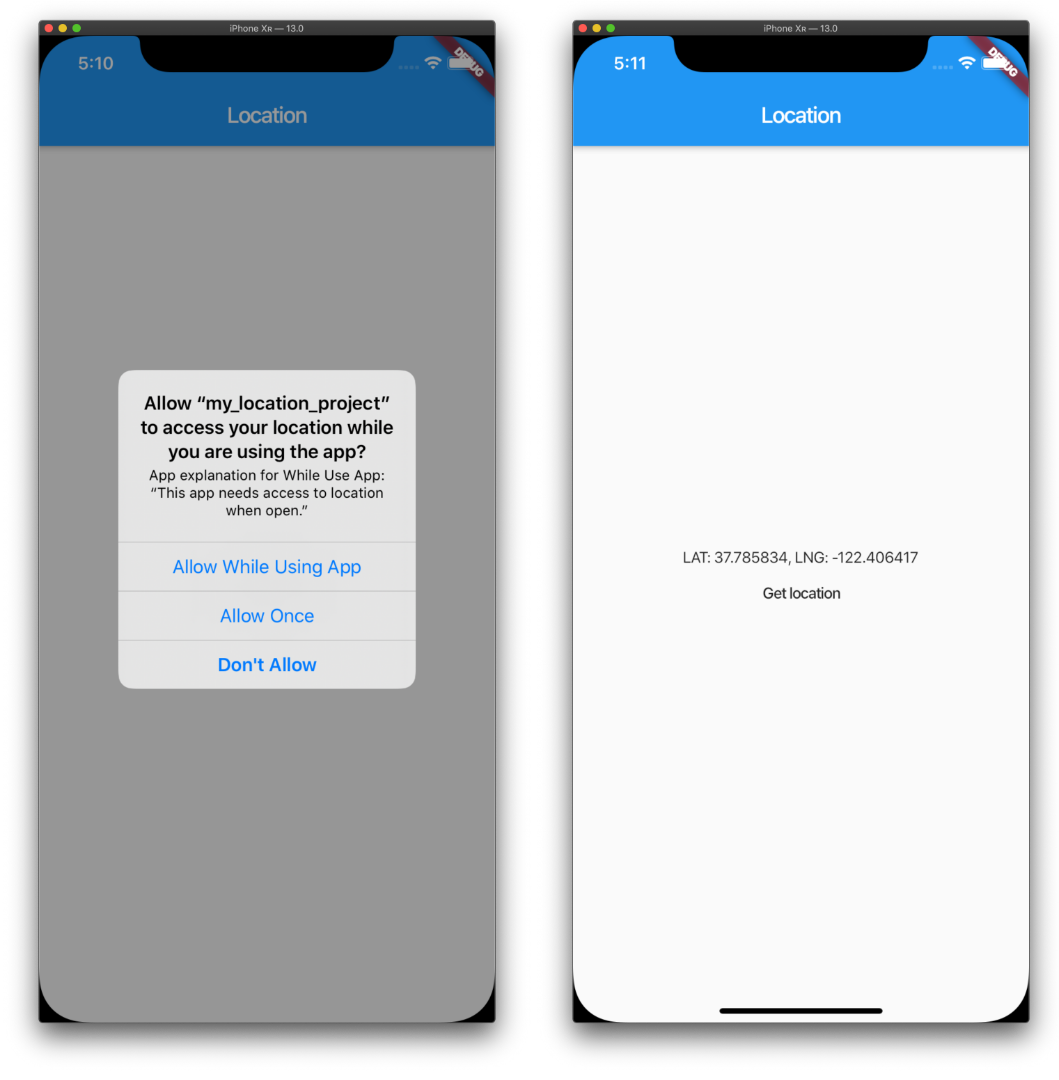 iPhone Xʀ — 13.0
5:10
DEBUG
Location
Allow “my_location_project”
to access your location while
you are using the app?
App explanation for While Use App:
“This app needs access to location
when open.”
Allow While Using App
Allow Once
Don't Allow
iPhone Xʀ — 13.0
5:11
DEBUG
Location
LAT: 37.785834, LNG: -122.406417
Get location